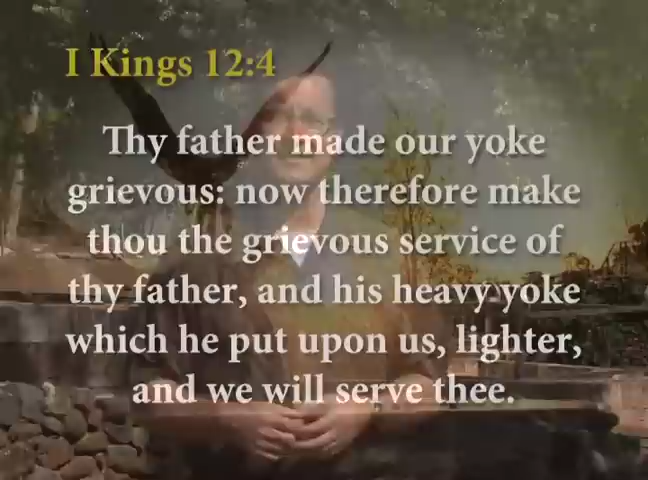 I Kings 12:4
Thy father made our yoke
grievous: now therefore make
thou the grievous service of
thy father, and his heavy yoke
which he put upon us, lighter,
and we will serve thee.